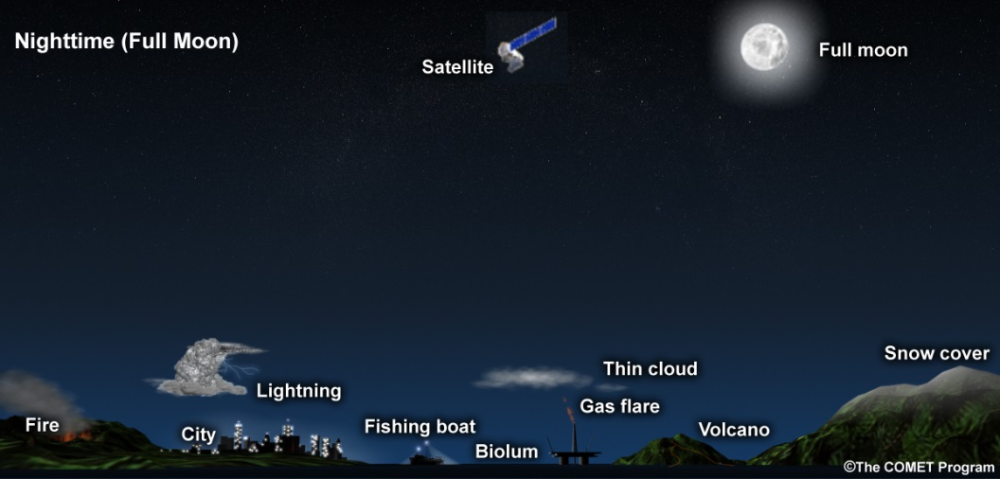 Nighttime (Full Moon)
Satellite
Full moon
Snow cover
Thin cloud
Lightning
Gas flare
Fire
City
Fishing boat
Volcano
Biolum
©The COMET Program